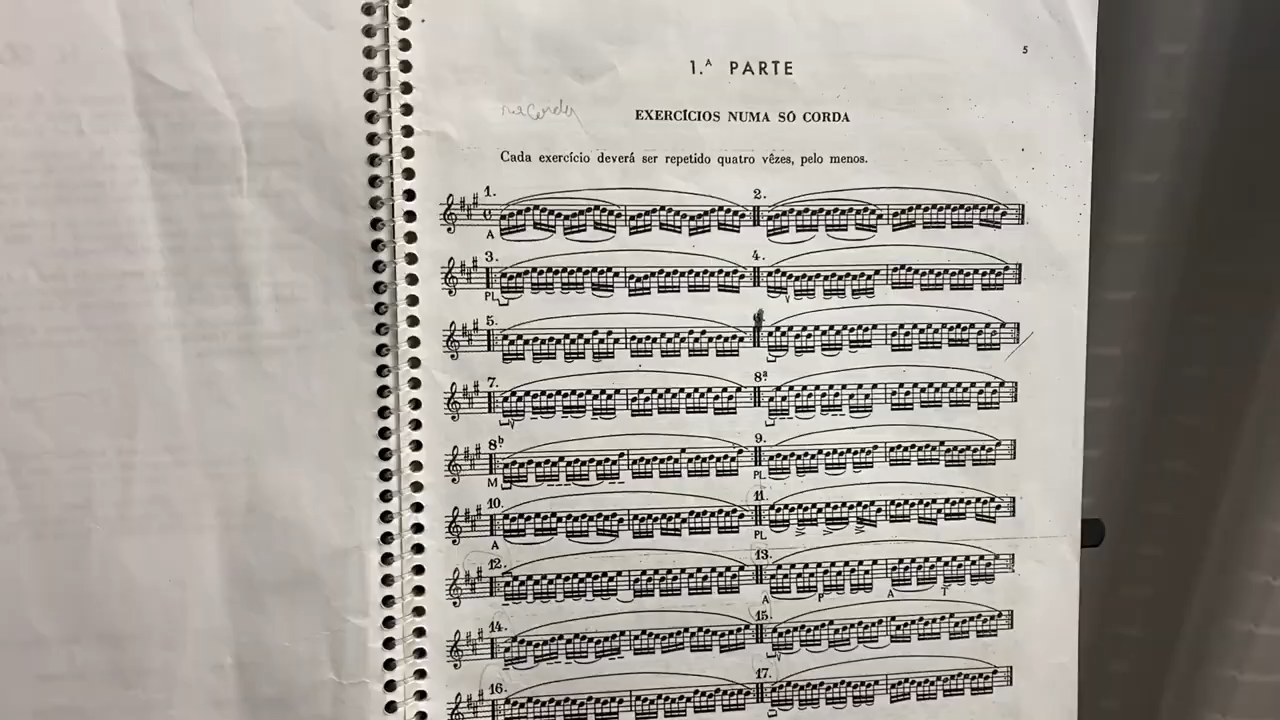 5
1.ª PARTE
EXERCÍCIOS NUMA SÓ CORDA
Cada exercício deverá ser repetido quatro vêzes, pelo menos.
1. 2.
A
3. 4.
PL
5.
7. 8ª
8ᵇ 9.
M PL
10. 11.
A PL
12. 13.
A P A T
14. 15.
16. 17.